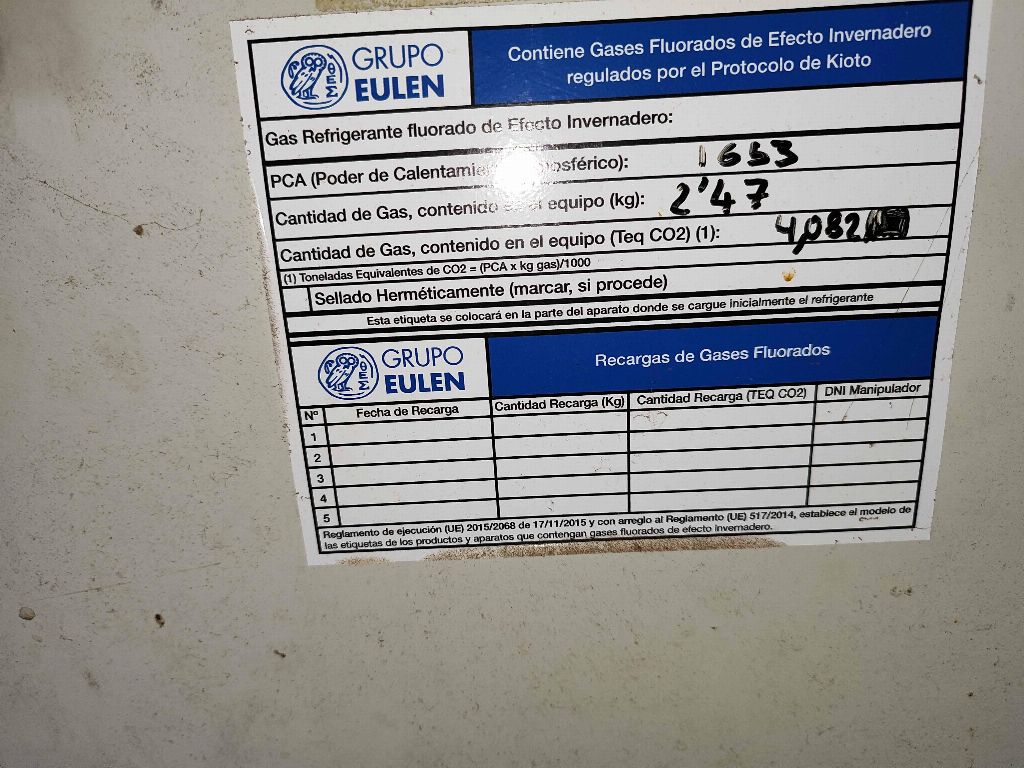 GRUPO
EULEN
Contiene Gases Fluorados de Efecto Invernadero
regulados por el Protocolo de Kioto
Gas Refrigerante fluorado de Efecto Invernadero:
PCA (Poder de Calentamie osférico): 1653
Cantidad de Gas, contenido el equipo (kg): 2'47
Cantidad de Gas, contenido en el equipo (Teq CO2) (1): 4,082
(1) Toneladas Equivalentes de CO2 = (PCA x kg gas)/1000
Sellado Herméticamente (marcar, si procede)
Esta etiqueta se colocará en la parte del aparato donde se cargue inicialmente el refrigerante
GRUPO
EULEN
Recargas de Gases Fluorados
Nº Fecha de Recarga Cantidad Recarga (Kg) Cantidad Recarga (TEQ CO2) DNI Manipulador
1
2
3
4
5
Reglamento de ejecución (UE) 2015/2068 de 17/11/2015 y con arreglo al Reglamento (UE) 517/2014, establece el modelo de
las etiquetas de los productos y aparatos que contengan gases fluorados de efecto invernadero.